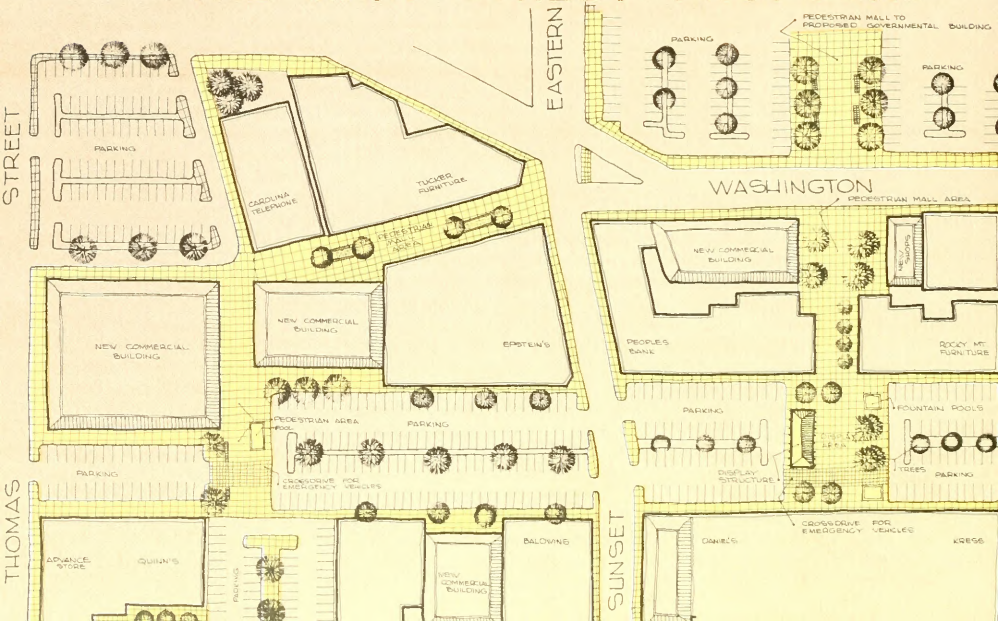 EASTERN
PEDESTRIAN MALL TO
PROPOSED GOVERNMENTAL BUILDING
PARKING
PARKING
STREET
PARKING
CAROLINA
TELEPHONE
TUCKER
FURNITURE
PEDESTRIAN
MALL
AREA
WASHINGTON
PEDESTRIAN MALL AREA
NEW COMMERCIAL
BUILDING
NEW
SHOPS
NEW COMMERCIAL
BUILDING
NEW COMMERCIAL
BUILDING
EPSTEIN'S
PEOPLES
BANK
ROCKY MT.
FURNITURE
PEDESTRIAN AREA
POOL
PARKING
PARKING
FOUNTAIN POOLS
PARKING
CROSSDRIVE FOR
EMERGENCY VEHICLES
DISPLAY
STRUCTURE
TREES
PARKING
THOMAS
CROSSDRIVE FOR
EMERGENCY VEHICLES
ADVANCE
STORE
QUINN'S
PARKING
NEW
COMMERCIAL
BUILDING
BALDWINS
SUNSET
DANIEL'S
KRESS